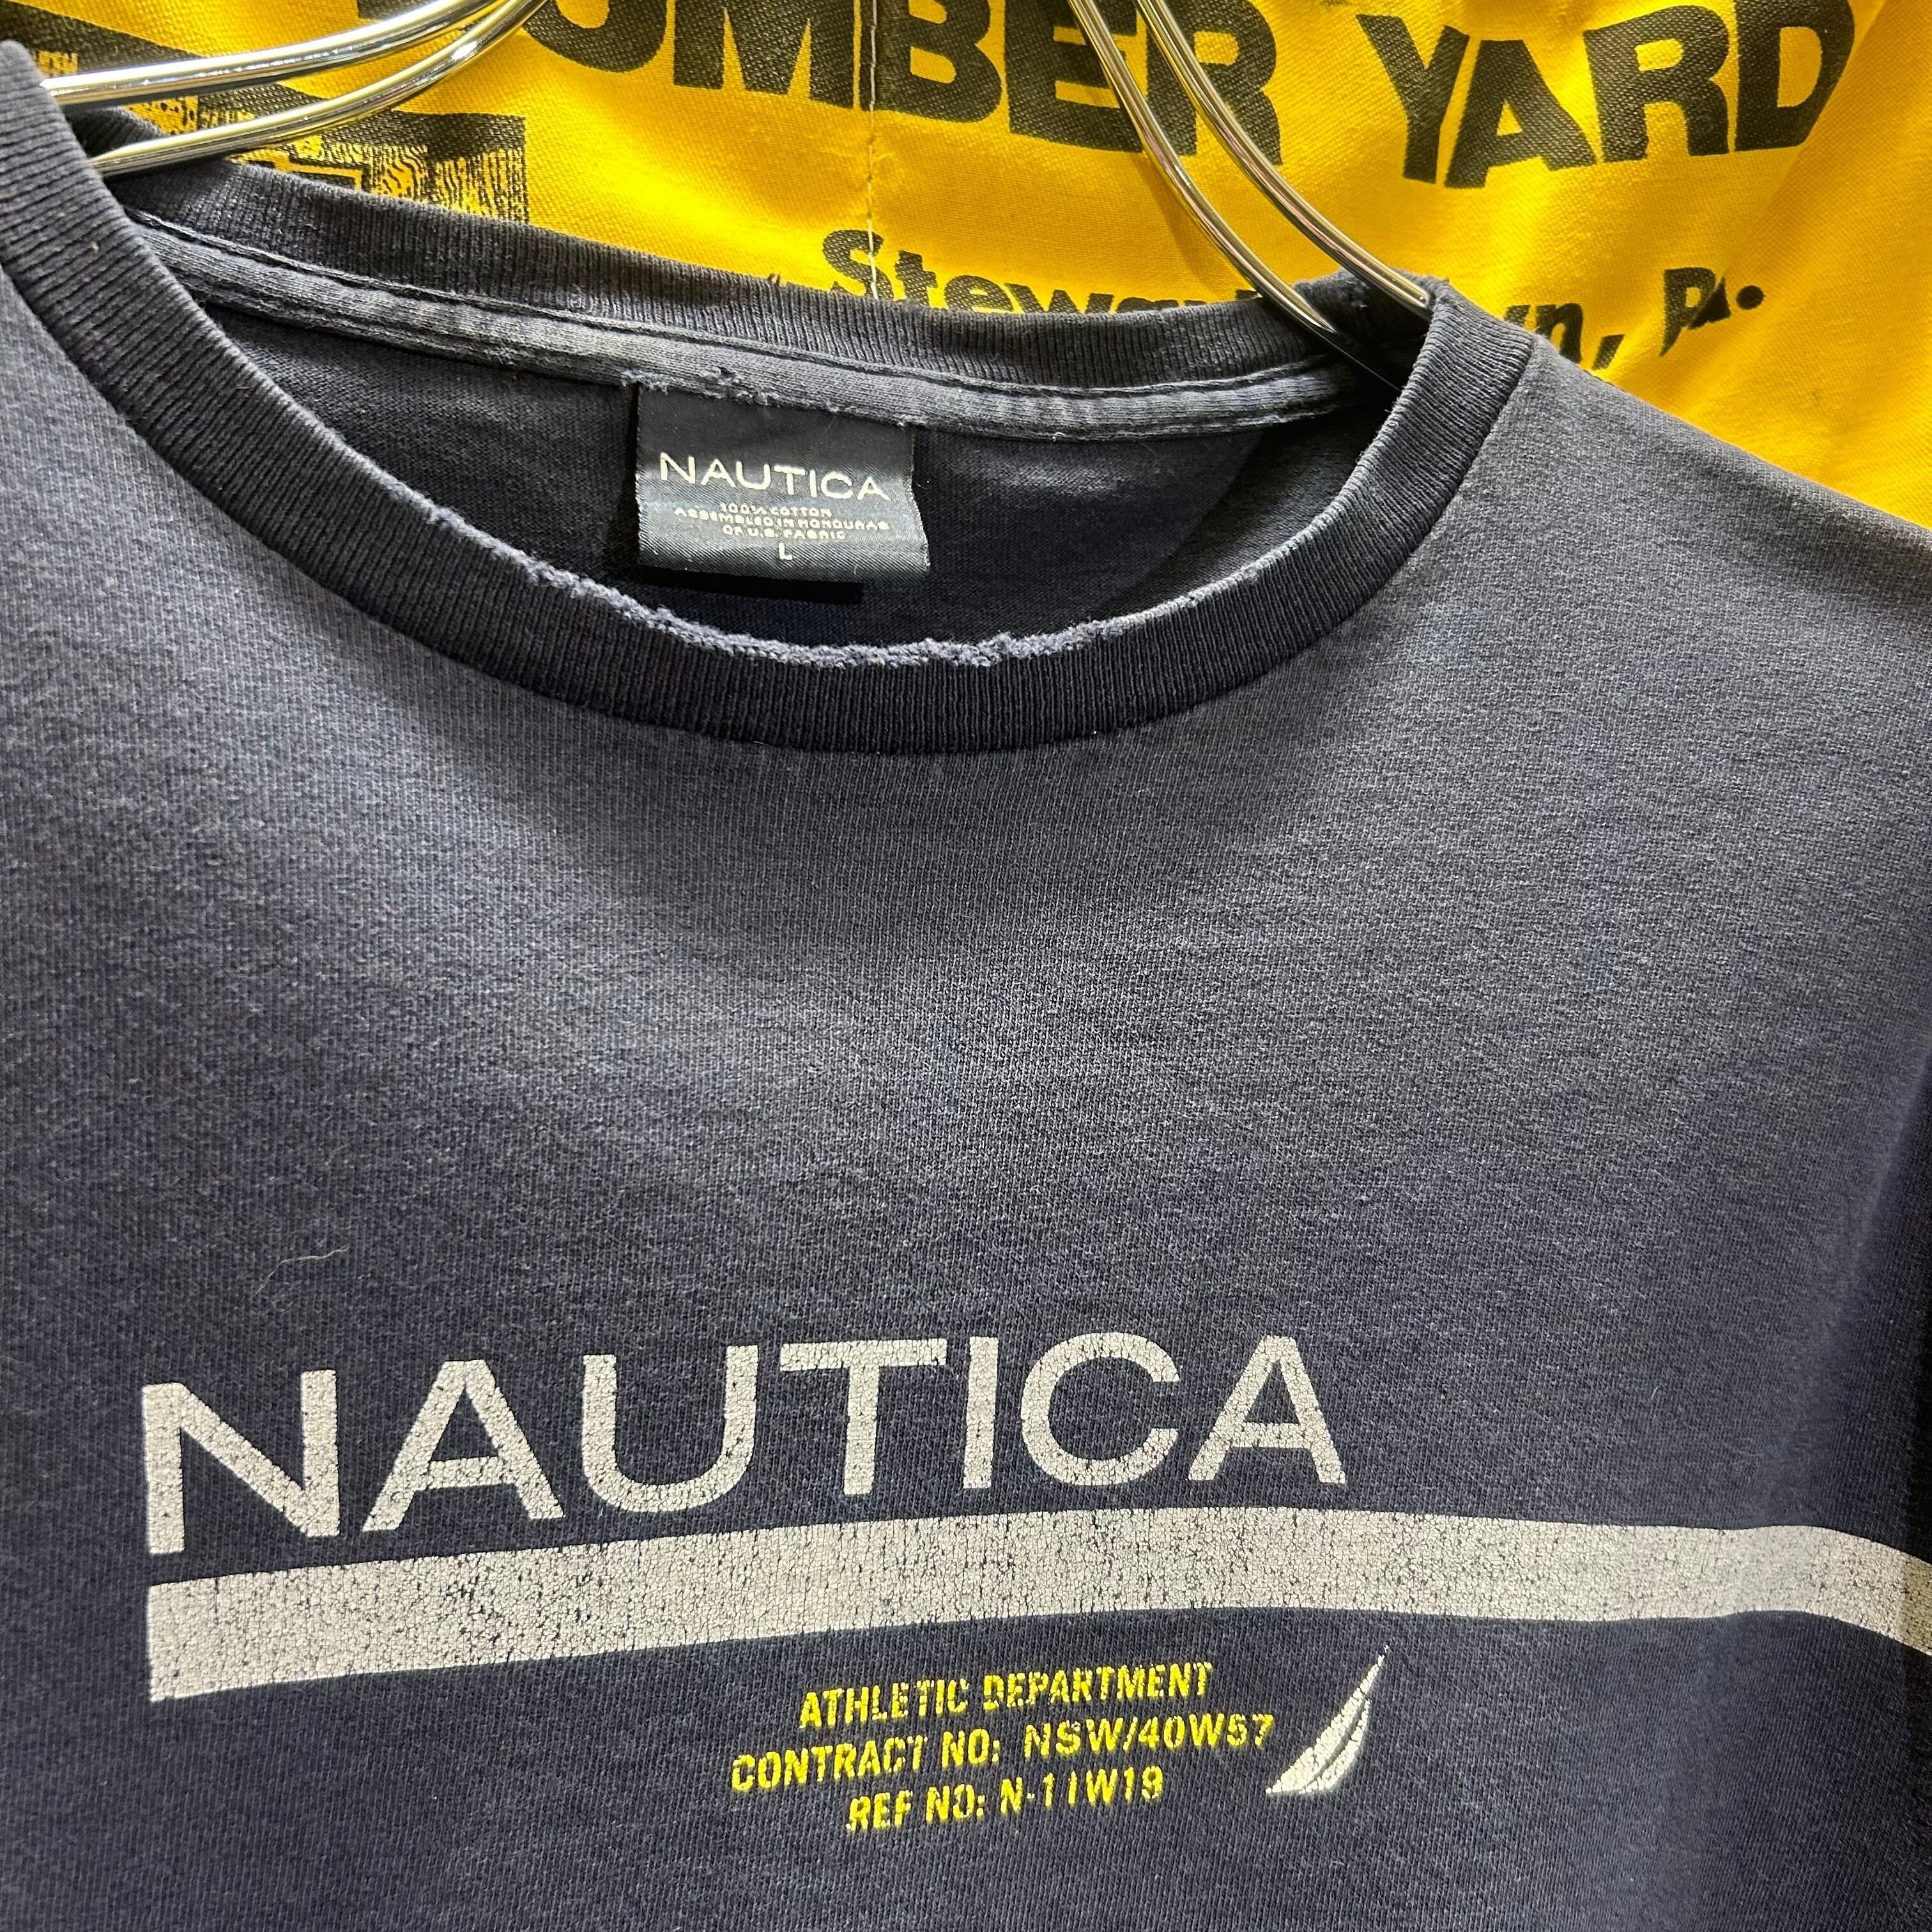 UMBER YARD
Pa.
NAUTICA
100% COTTON
ASSEMBLED IN HONDURAS
OF U.S. FABRIC
L
NAUTICA
ATHLETIC DEPARTMENT
CONTRACT NO: NSW/40W57
REF NO: N-11W19